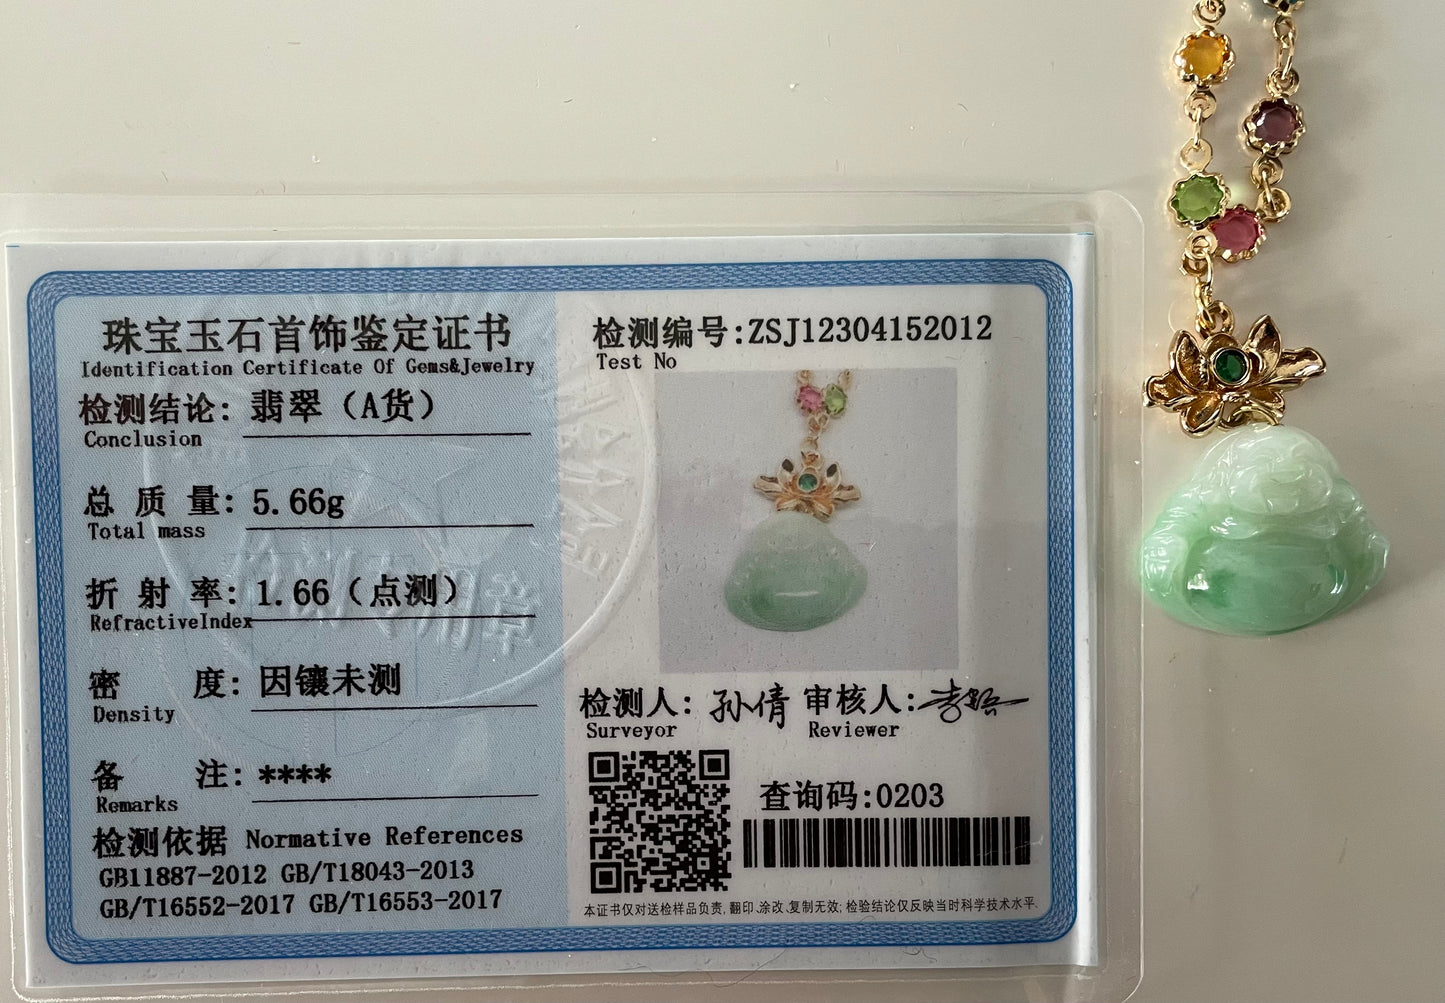 珠宝玉石首饰鉴定证书
Identification Certificate Of Gems&Jewelry
检测结论: 翡翠（A货）
Conclusion
总 质 量: 5.66g
Total mass
折 射 率: 1.66（点测）
RefractiveIndex
密 度: 因镶未测
Density
备 注: ****
Remarks
检测依据 Normative References
GB11887-2012 GB/T18043-2013
GB/T16552-2017 GB/T16553-2017
检测编号:ZSJ12304152012
Test No
检测人: 孙倩 审核人:
Surveyor Reviewer
查询码:0203
本证书仅对送检样品负责,翻印、涂改、复制无效;检验结论仅反映当时科学技术水平.